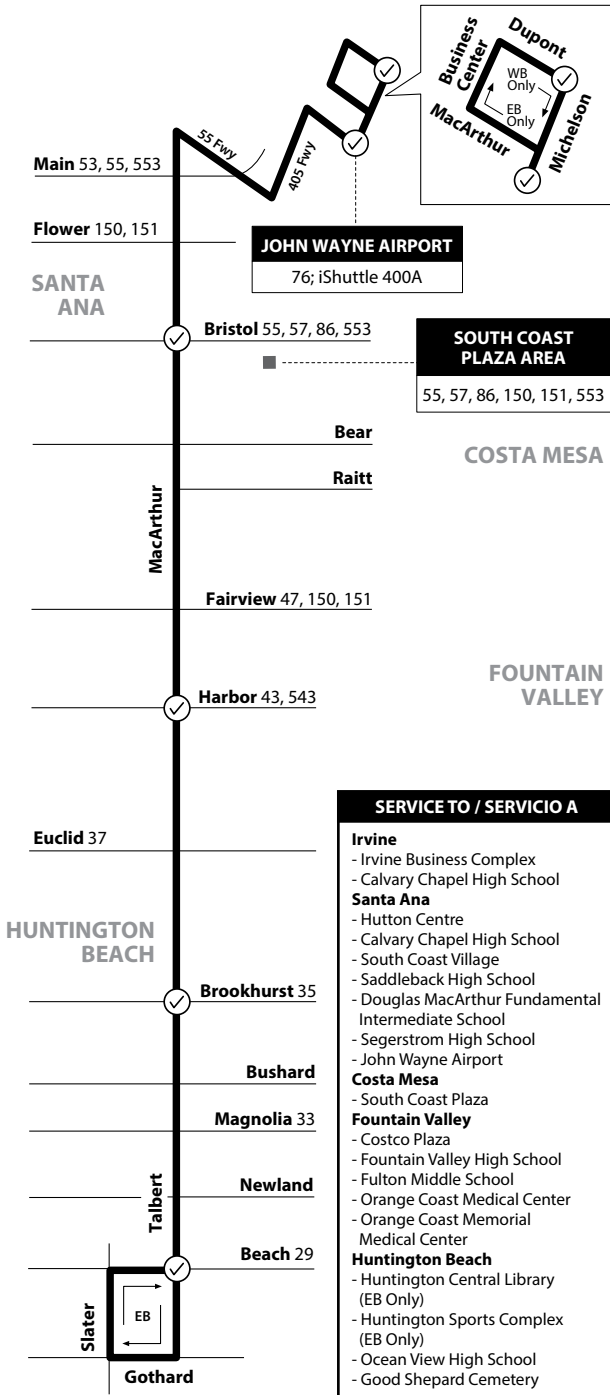 Business
Center
Dupont
WB
Only
EB
Only
MacArthur
Michelson
55 Fwy
405 Fwy
Main 53, 55, 553
Flower 150, 151
JOHN WAYNE AIRPORT
76; iShuttle 400A
SANTA
ANA
Bristol 55, 57, 86, 553
SOUTH COAST
PLAZA AREA
55, 57, 86, 150, 151, 553
Bear
COSTA MESA
Raitt
MacArthur
Fairview 47, 150, 151
FOUNTAIN
VALLEY
Harbor 43, 543
Euclid 37
HUNTINGTON
BEACH
Brookhurst 35
Bushard
Magnolia 33
Talbert
Newland
Beach 29
Slater
EB
Gothard
SERVICE TO / SERVICIO A
Irvine
- Irvine Business Complex
- Calvary Chapel High School
Santa Ana
- Hutton Centre
- Calvary Chapel High School
- South Coast Village
- Saddleback High School
- Douglas MacArthur Fundamental
Intermediate School
- Segerstrom High School
- John Wayne Airport
Costa Mesa
- South Coast Plaza
Fountain Valley
- Costco Plaza
- Fountain Valley High School
- Fulton Middle School
- Orange Coast Medical Center
- Orange Coast Memorial
Medical Center
Huntington Beach
- Huntington Central Library
(EB Only)
- Huntington Sports Complex
(EB Only)
- Ocean View High School
- Good Shepard Cemetery